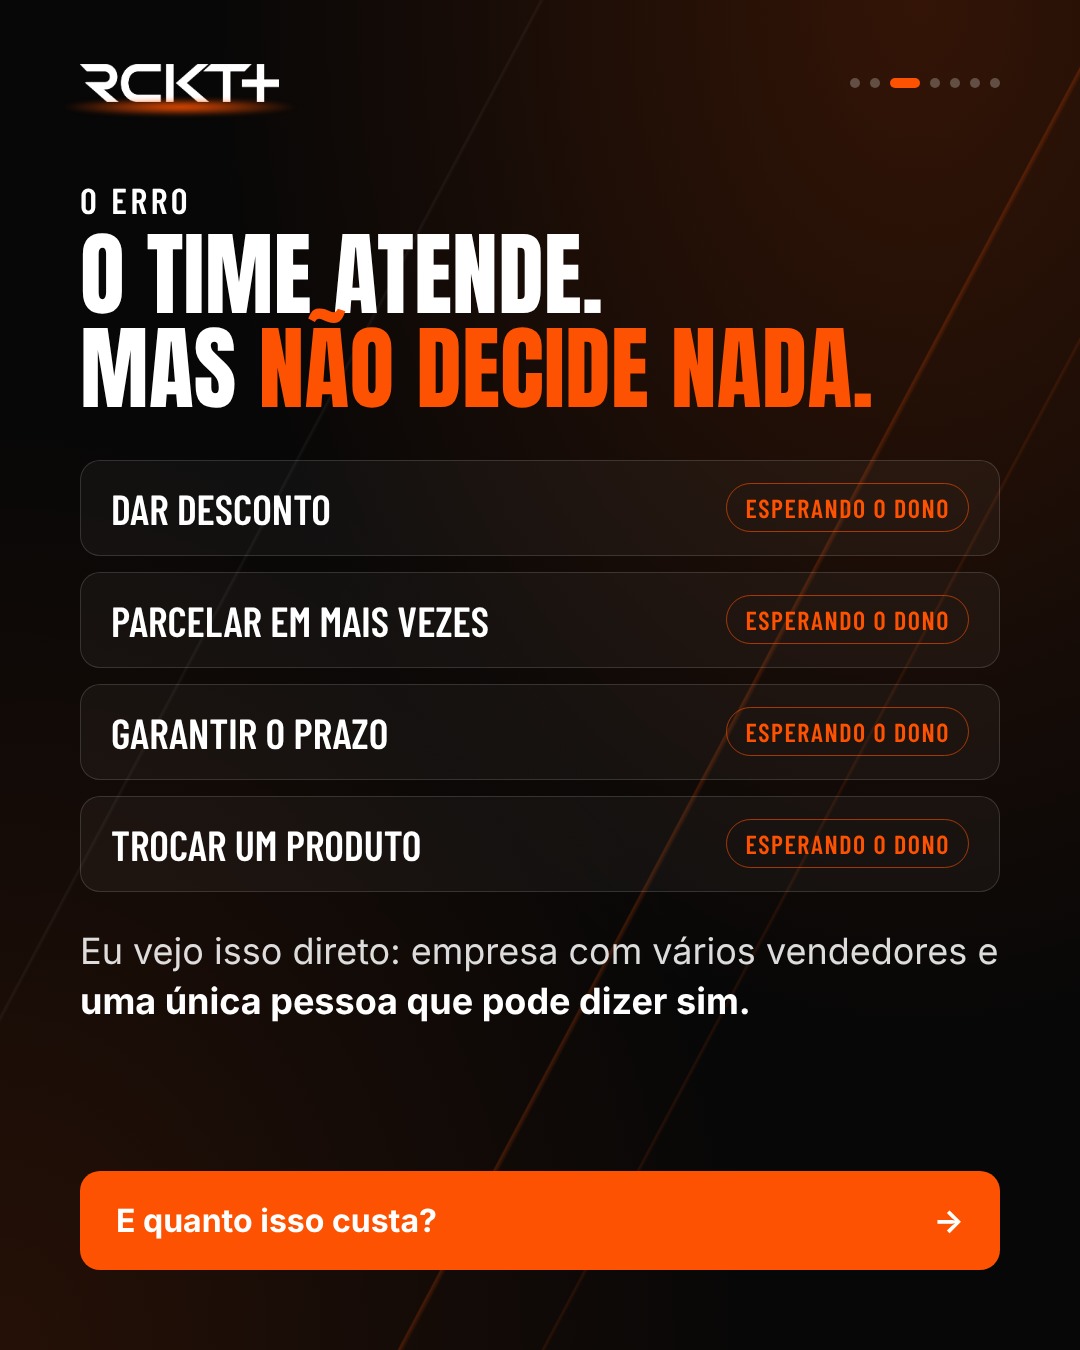 RCKT+
O ERRO
O TIME ATENDE.
MAS NÃO DECIDE NADA.
DAR DESCONTO
ESPERANDO O DONO
PARCELAR EM MAIS VEZES
ESPERANDO O DONO
GARANTIR O PRAZO
ESPERANDO O DONO
TROCAR UM PRODUTO
ESPERANDO O DONO
Eu vejo isso direto: empresa com vários vendedores e
uma única pessoa que pode dizer sim.
E quanto isso custa? →